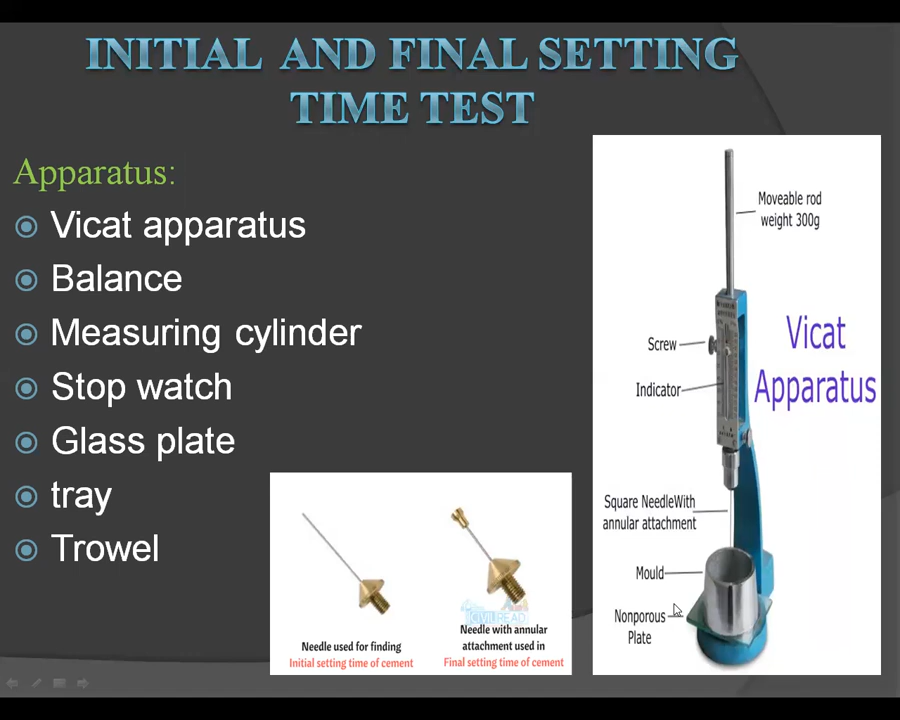 INITIAL AND FINAL SETTING
TIME TEST
Apparatus:
Vicat apparatus
Balance
Measuring cylinder
Stop watch
Glass plate
tray
Trowel
Needle used for finding
Initial setting time of cement
CIVILREAD
Needle with annular
attachment used in
Final setting time of cement
Moveable rod
weight 300g
Screw
Indicator
Vicat
Apparatus
Square NeedleWith
annular attachment
Mould
Nonporous
Plate